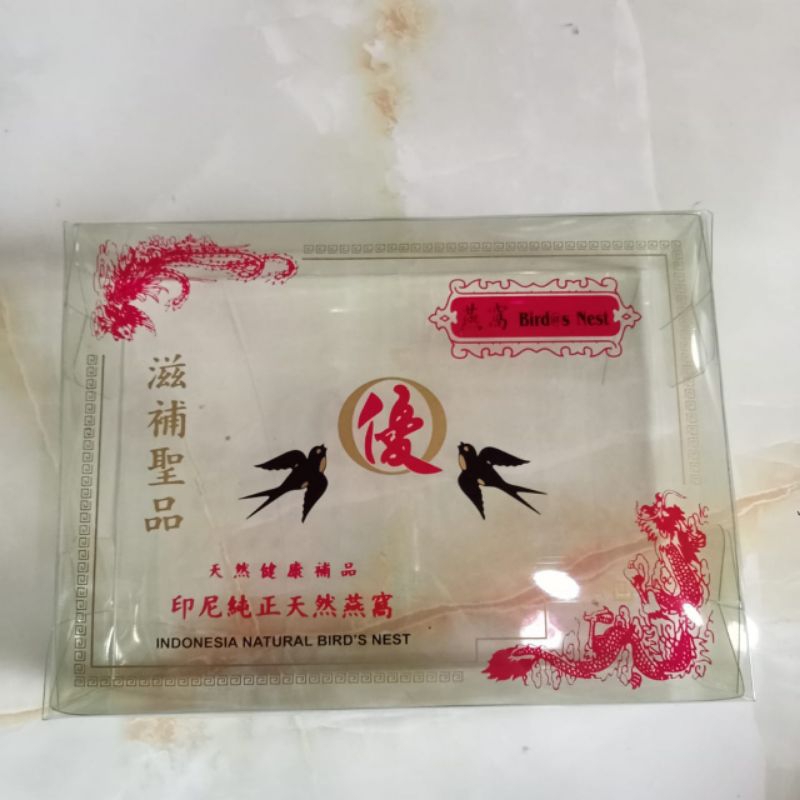 燕窩 Bird@s Nest
滋補聖品
優
天然健康補品
印尼純正天然燕窩
INDONESIA NATURAL BIRD'S NEST